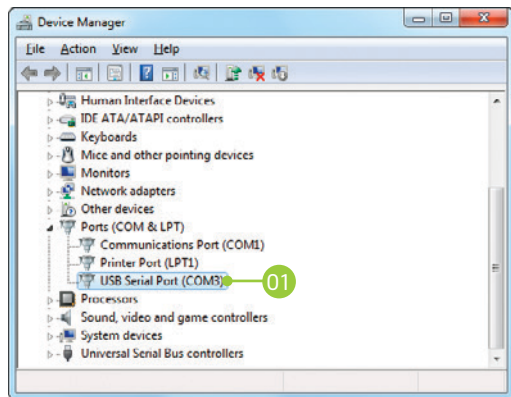 Device Manager
File Action View Help
Human Interface Devices
IDE ATA/ATAPI controllers
Keyboards
Mice and other pointing devices
Monitors
Network adapters
Other devices
Ports (COM & LPT)
Communications Port (COM1)
Printer Port (LPT1)
USB Serial Port (COM3) 01
Processors
Sound, video and game controllers
System devices
Universal Serial Bus controllers